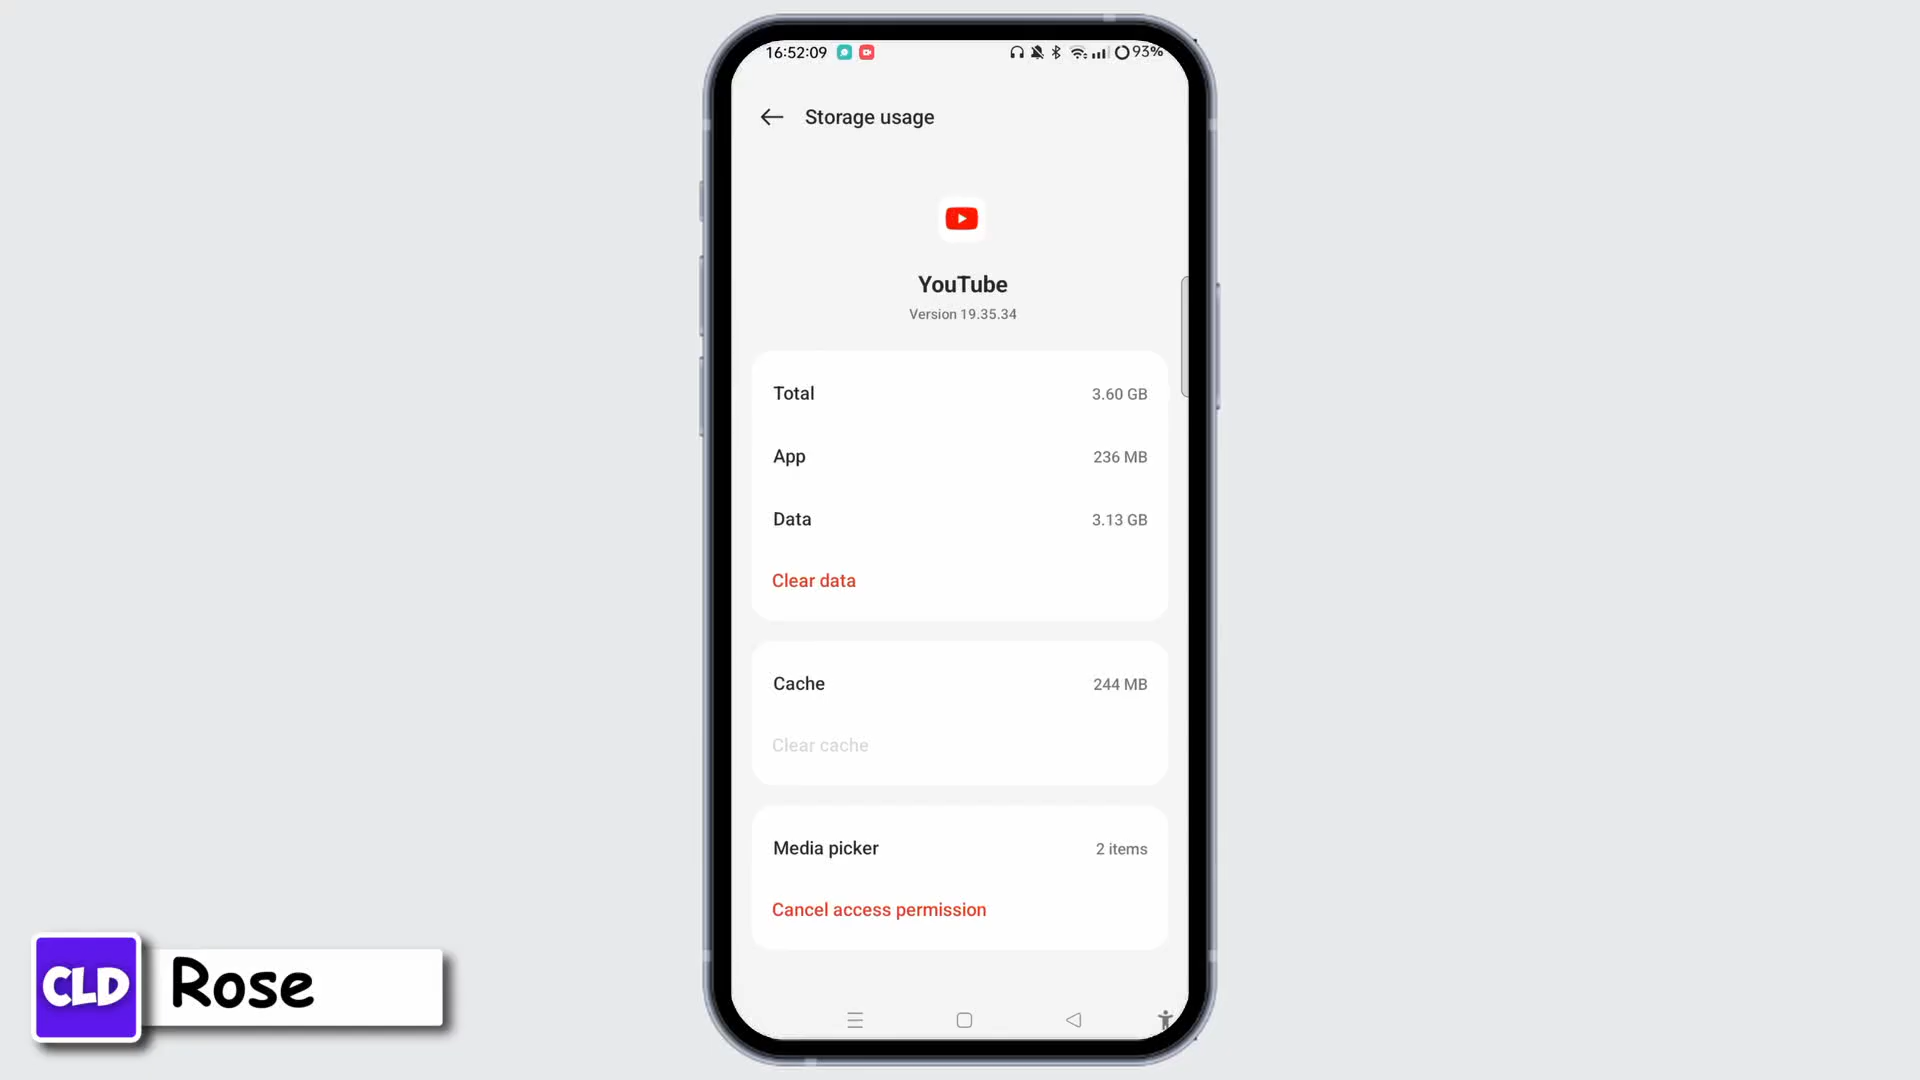 16:52:09
93%
Storage usage
YouTube
Version 19.35.34
Total 3.60 GB
App 236 MB
Data 3.13 GB
Clear data
Cache 244 MB
Clear cache
Media picker 2 items
Cancel access permission
CLD Rose